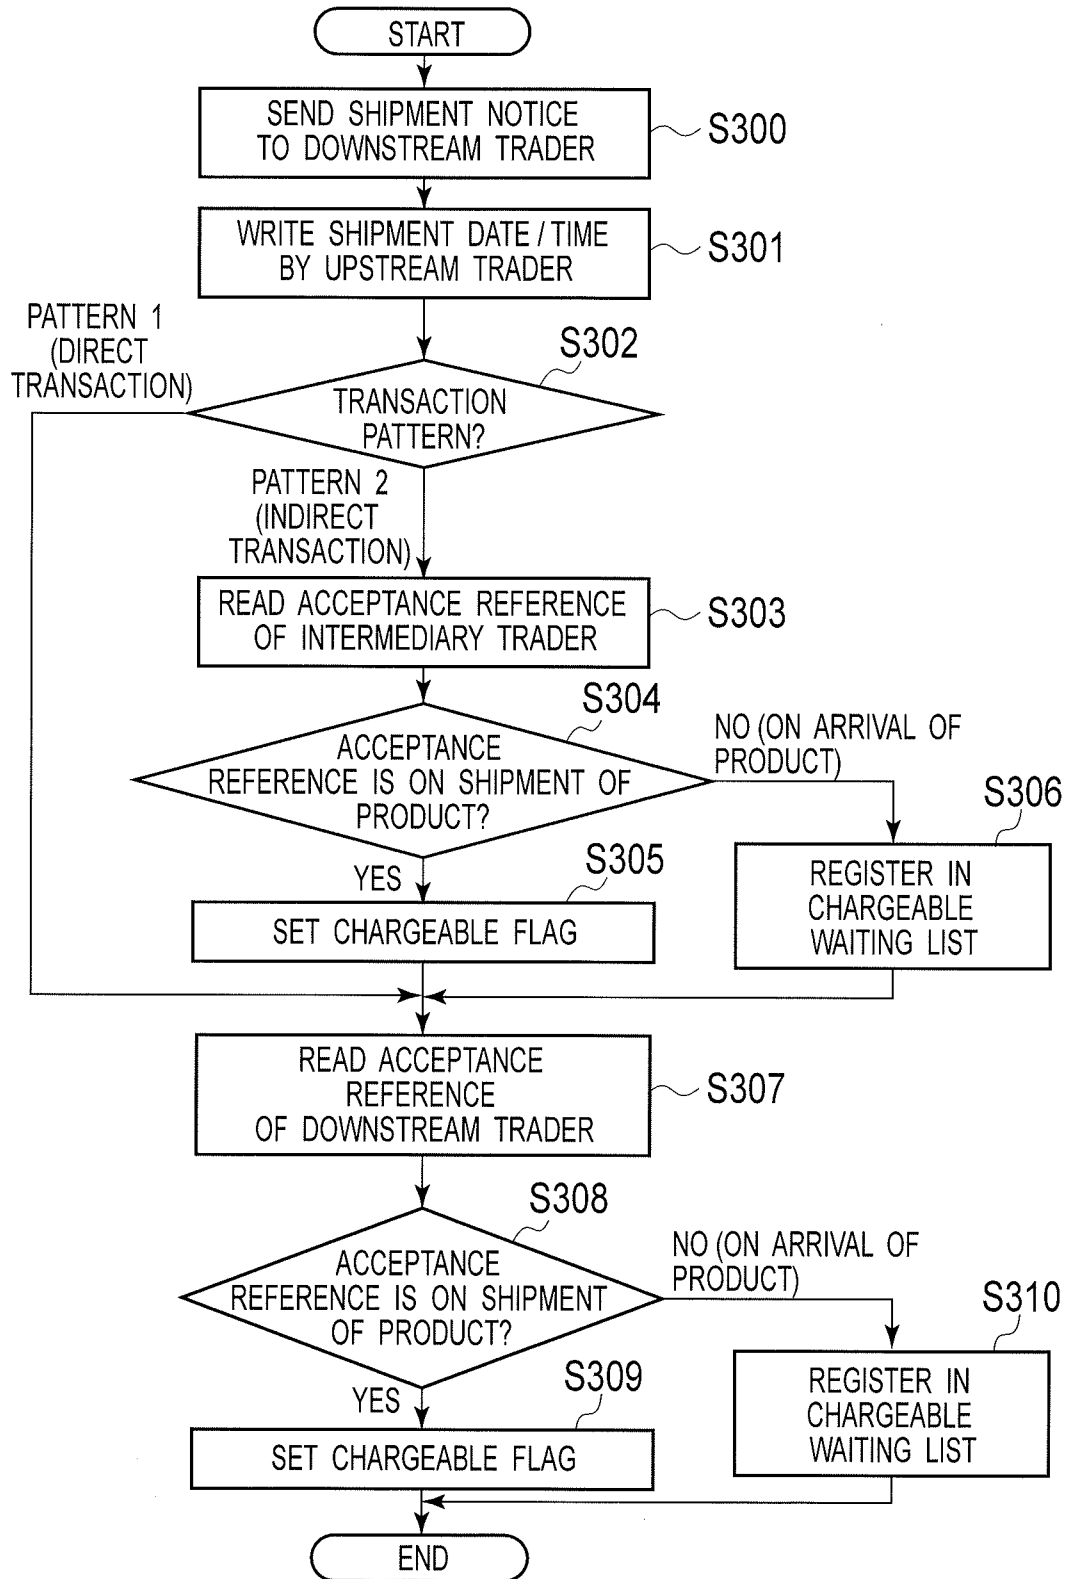 START
SEND SHIPMENT NOTICE
TO DOWNSTREAM TRADER
S300
WRITE SHIPMENT DATE / TIME
BY UPSTREAM TRADER
S301
PATTERN 1
(DIRECT
TRANSACTION)
S302
TRANSACTION
PATTERN?
PATTERN 2
(INDIRECT
TRANSACTION)
READ ACCEPTANCE REFERENCE
OF INTERMEDIARY TRADER
S303
S304
ACCEPTANCE
REFERENCE IS ON SHIPMENT OF
PRODUCT?
NO (ON ARRIVAL OF
PRODUCT)
S306
REGISTER IN
CHARGEABLE
WAITING LIST
YES
S305
SET CHARGEABLE FLAG
READ ACCEPTANCE
REFERENCE
OF DOWNSTREAM TRADER
S307
S308
ACCEPTANCE
REFERENCE IS ON SHIPMENT
OF PRODUCT?
NO (ON ARRIVAL OF
PRODUCT)
S310
REGISTER IN
CHARGEABLE
WAITING LIST
YES
S309
SET CHARGEABLE FLAG
END